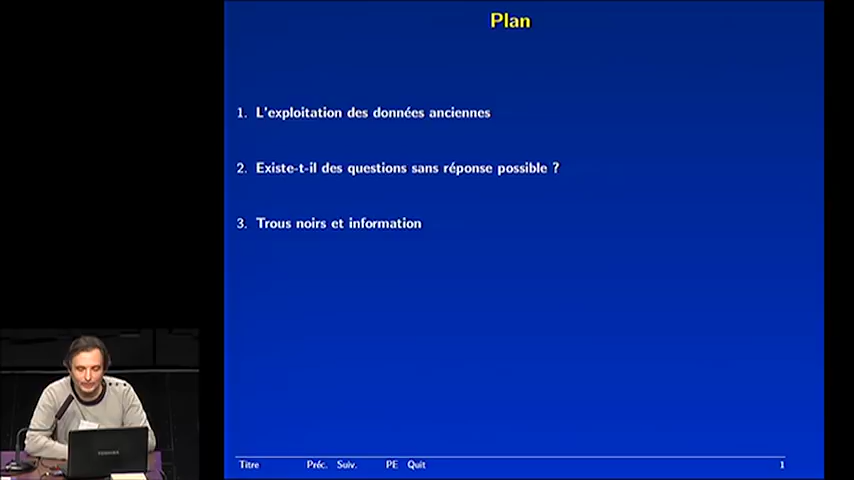 Plan
1. L'exploitation des données anciennes
2. Existe-t-il des questions sans réponse possible ?
3. Trous noirs et information
Titre Préc. Suiv. PE Quit 1
TOSHIBA